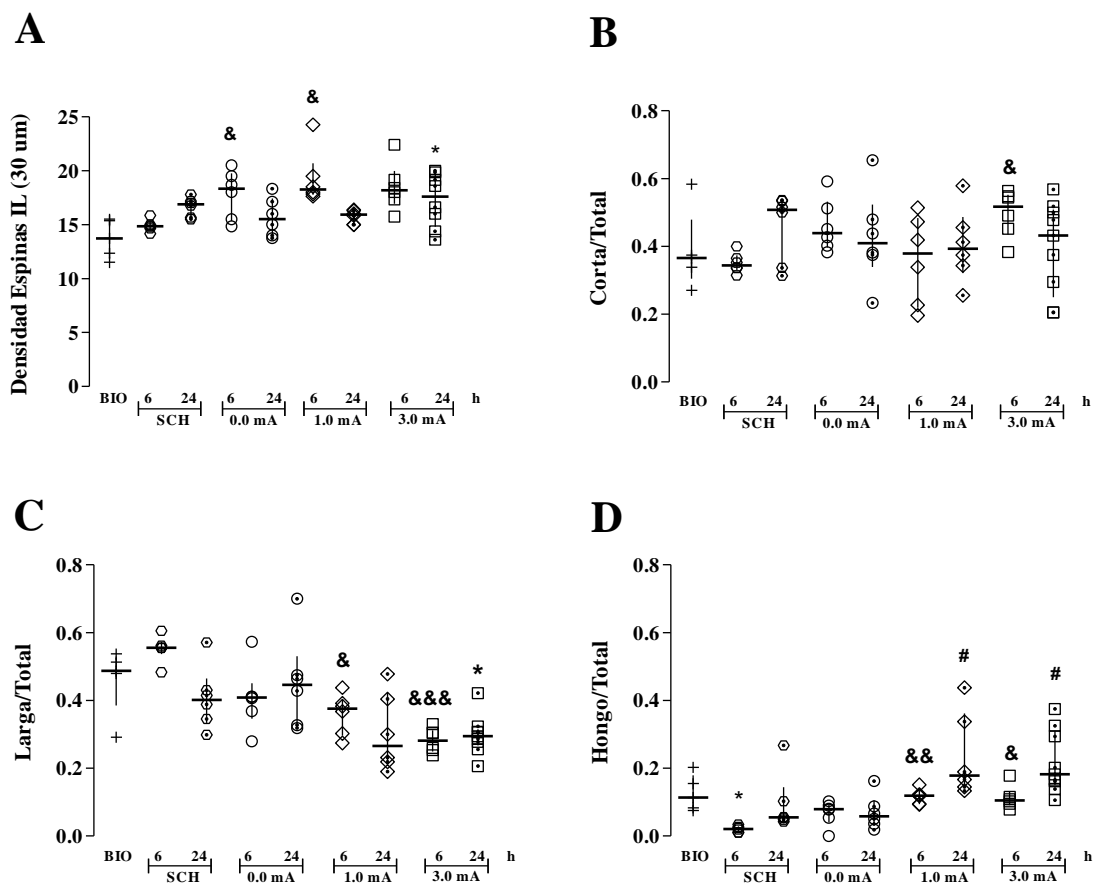 A
Densidad Espinas IL (30 um)
25
20
15
10
5
0
& & *
BIO 6 24 6 24 6 24 6 24 h
SCH 0.0 mA 1.0 mA 3.0 mA
B
Corta/Total
0.8
0.6
0.4
0.2
0.0
&
BIO 6 24 6 24 6 24 6 24 h
SCH 0.0 mA 1.0 mA 3.0 mA
C
Larga/Total
0.8
0.6
0.4
0.2
0.0
& &&& *
BIO 6 24 6 24 6 24 6 24 h
SCH 0.0 mA 1.0 mA 3.0 mA
D
Hongo/Total
0.8
0.6
0.4
0.2
0.0
* && # & #
BIO 6 24 6 24 6 24 6 24 h
SCH 0.0 mA 1.0 mA 3.0 mA